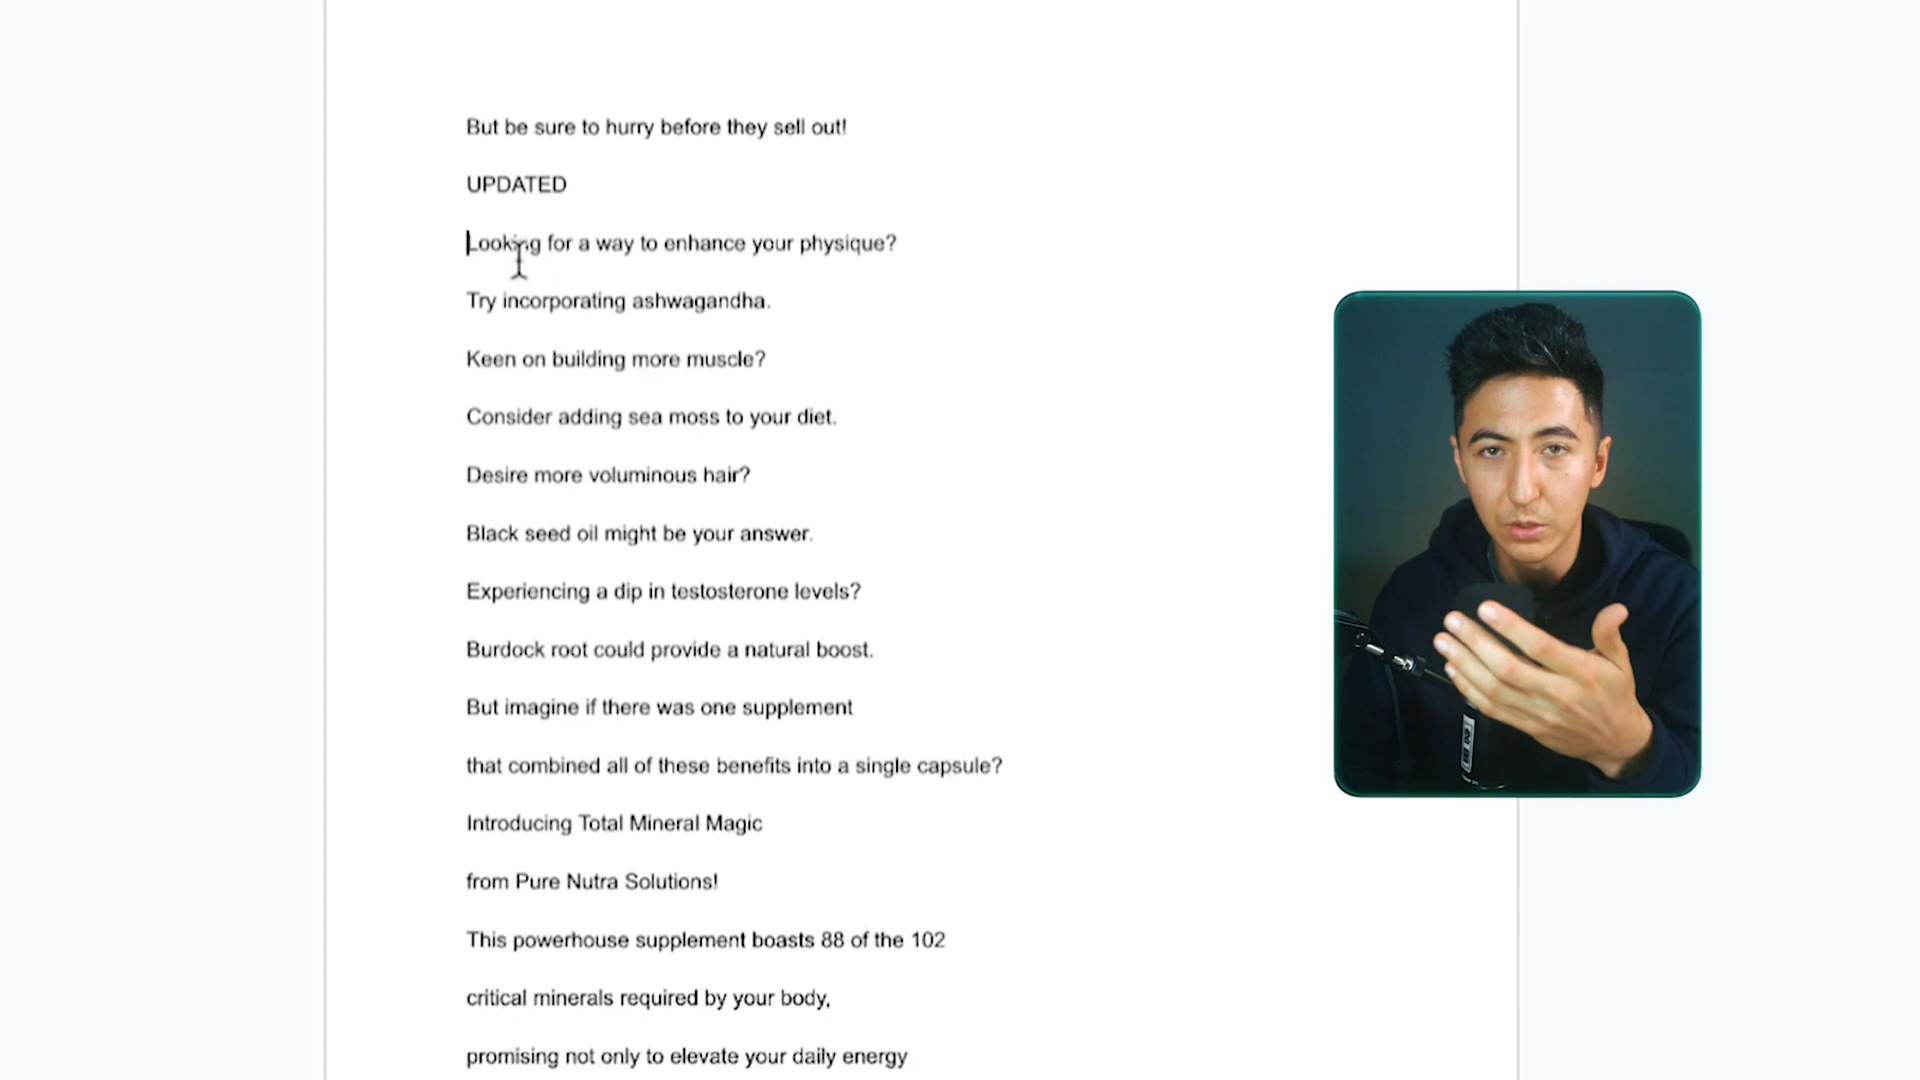 But be sure to hurry before they sell out!
UPDATED
Looking for a way to enhance your physique?
Try incorporating ashwagandha.
Keen on building more muscle?
Consider adding sea moss to your diet.
Desire more voluminous hair?
Black seed oil might be your answer.
Experiencing a dip in testosterone levels?
Burdock root could provide a natural boost.
But imagine if there was one supplement
that combined all of these benefits into a single capsule?
Introducing Total Mineral Magic
from Pure Nutra Solutions!
This powerhouse supplement boasts 88 of the 102
critical minerals required by your body,
promising not only to elevate your daily energy